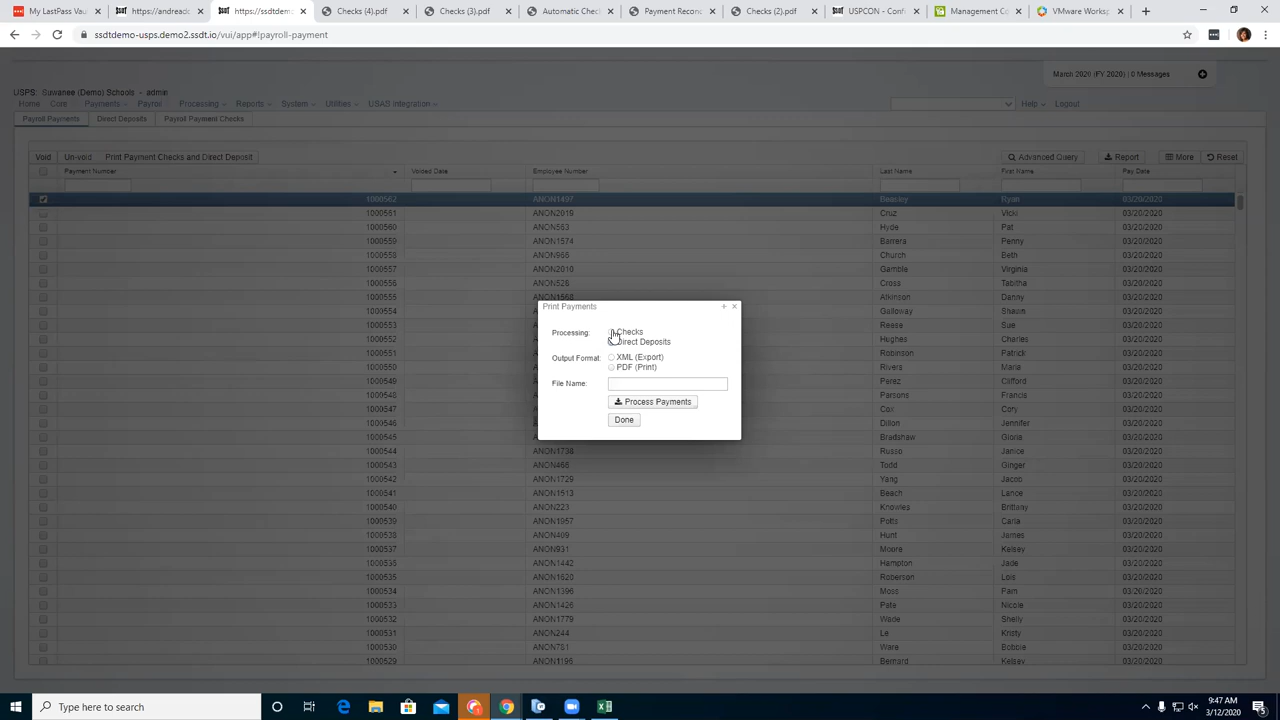 My LastPass Vau
https://andreadc
https://ssdtdemo
Checks (4).pdf
Checks (3).pdf
Automatic Chec
Payment Recond
Checks (2).pdf
USPCON - Confl
Management Co
VMware Worksp
ssdtdemo-usps.demo2.ssdt.io/vui/app#!payroll-payment
March 2020 (FY 2020) | 0 Messages
USPS: Suwanee (Demo) Schools - admin
Home Core Payments Payroll Processing Reports System Utilities USAS Integration Help Logout
Payroll Payments Direct Deposits Payroll Payment Checks
Void Un-void Print Payment Checks and Direct Deposit Advanced Query Report More Reset
Payment Number Voided Date Employee Number Last Name First Name Pay Date
1000562 ANON1497 Beasley Ryan 03/20/2020
1000561 ANON2019 Cruz Vicki 03/20/2020
1000560 ANON563 Hyde Pat 03/20/2020
1000559 ANON1574 Barrera Penny 03/20/2020
1000558 ANON966 Church Beth 03/20/2020
1000557 ANON2010 Gamble Virginia 03/20/2020
1000556 ANON528 Cross Tabitha 03/20/2020
1000555 ANON1568 Atkinson Danny 03/20/2020
1000554 Galloway Shawn 03/20/2020
1000553 Reese Sue 03/20/2020
1000552 Hughes Charles 03/20/2020
1000551 Robinson Patrick 03/20/2020
1000550 Rivera Maria 03/20/2020
1000549 Perez Clifford 03/20/2020
1000548 Parsons Frances 03/20/2020
1000547 Cox Cory 03/20/2020
1000546 Dillon Jennifer 03/20/2020
1000545 Bradshaw Gloria 03/20/2020
1000544 ANON1738 Russo Janice 03/20/2020
1000543 ANON466 Todd Ginger 03/20/2020
1000542 ANON1729 Yang Jacob 03/20/2020
1000541 ANON1513 Beach Lance 03/20/2020
1000540 ANON223 Knowles Brittany 03/20/2020
1000539 ANON1957 Potts Carla 03/20/2020
1000538 ANON409 Hunt James 03/20/2020
1000537 ANON931 Moore Kelsey 03/20/2020
ANON1442 Hampton Jade 03/20/2020
1000535 ANON1620 Roberson Lois 03/20/2020
1000534 ANON1396 Moss Pam 03/20/2020
1000533 ANON1426 Pate Nicole 03/20/2020
1000532 ANON1779 Wade Shelly 03/20/2020
1000531 ANON244 Le Kristy 03/20/2020
1000530 ANON781 Ware Bobbie 03/20/2020
1000529 ANON1196 Bernard Kelsey 03/20/2020
Print Payments
Processing: Checks
Direct Deposits
Output Format: XML (Export)
PDF (Print)
File Name:
Process Payments
Done
Type here to search
9:47 AM
3/12/2020
5